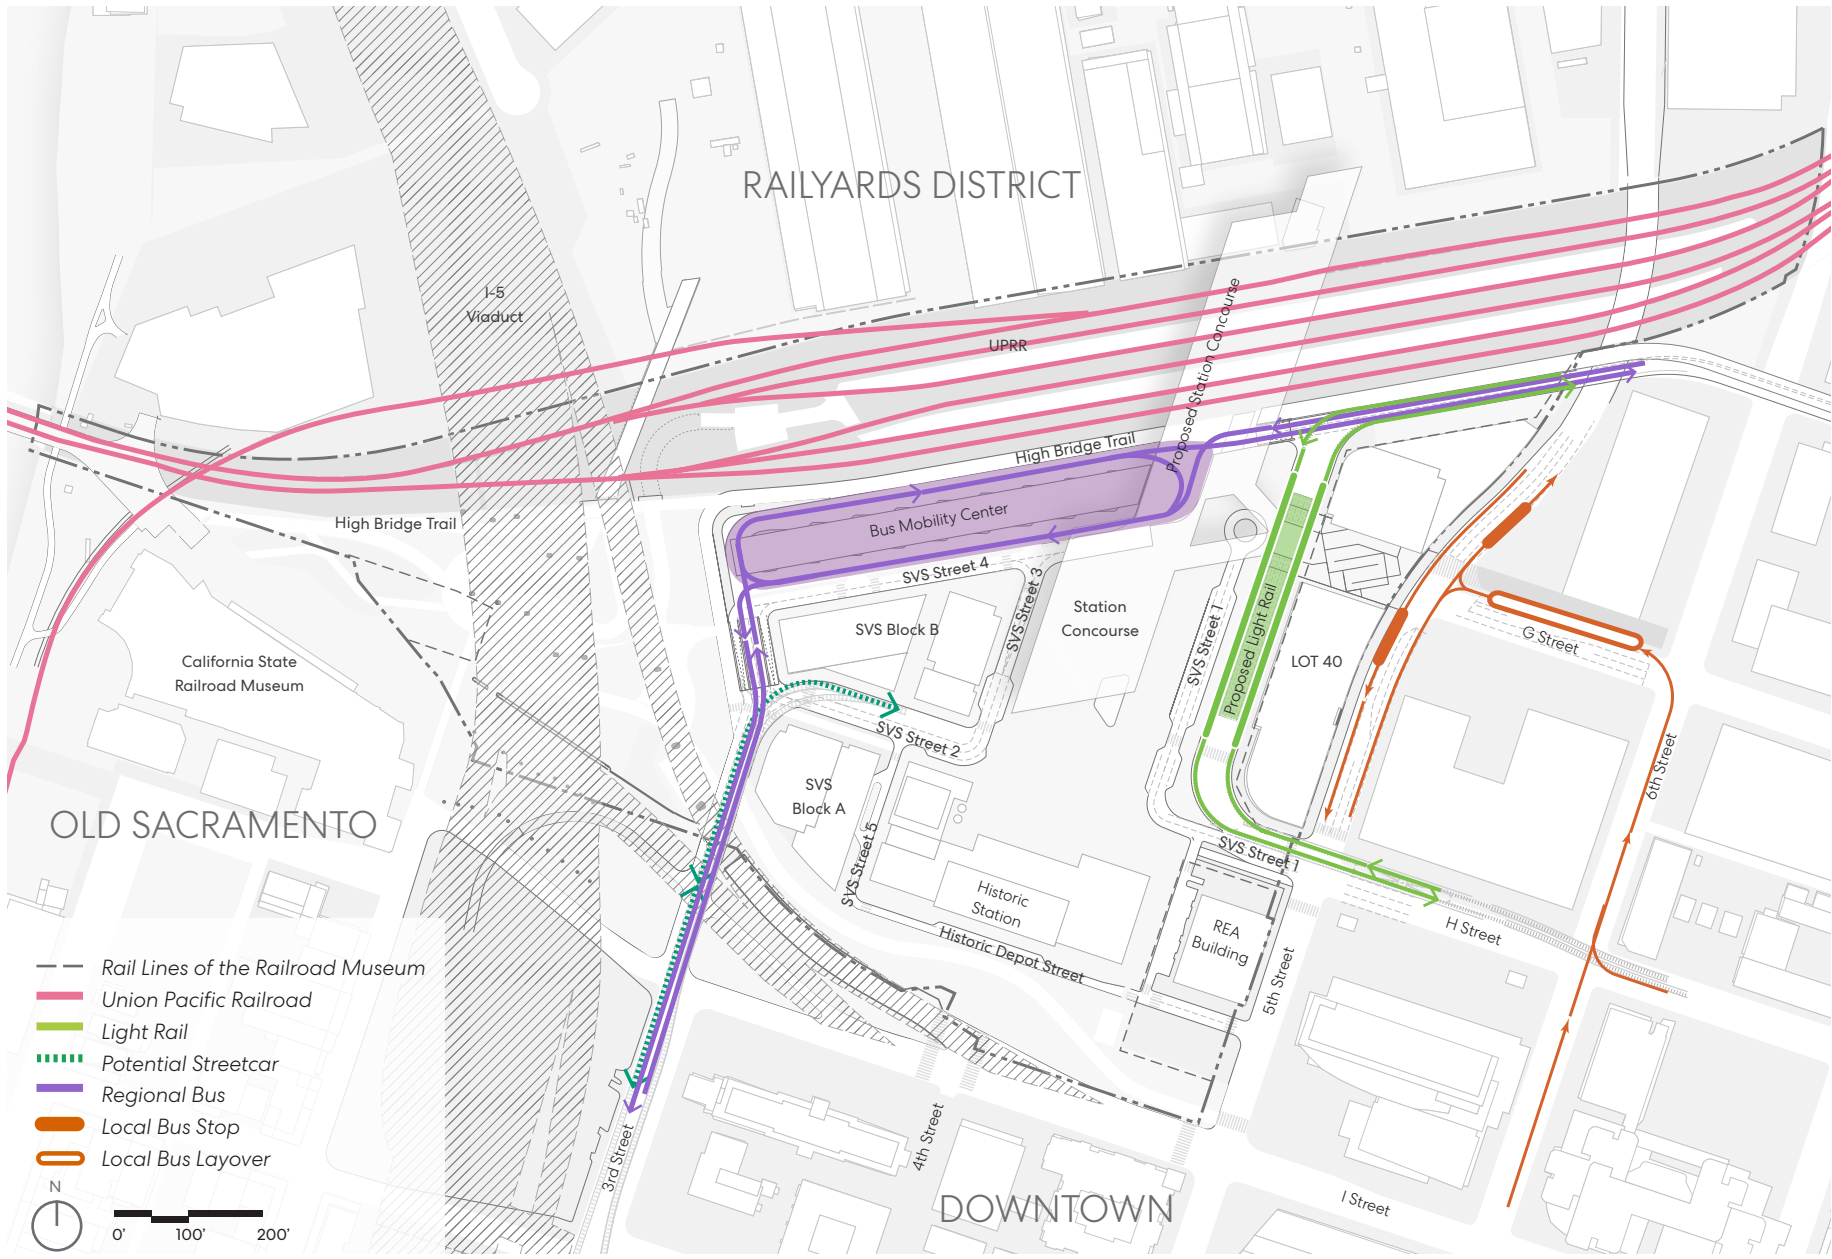 RAILYARDS DISTRICT
I-5
Viaduct
UPRR
Proposed Station Concourse
High Bridge Trail
High Bridge Trail
Bus Mobility Center
SVS Street 4
SVS Street 3
SVS Block B
Station
Concourse
SVS Street 1
Proposed Light Rail
LOT 40
G Street
California State
Railroad Museum
SVS Street 2
6th Street
SVS
Block A
OLD SACRAMENTO
SVS Street 5
SVS Street 1
Historic
Station
REA
Building
H Street
Historic Depot Street
5th Street
Rail Lines of the Railroad Museum
Union Pacific Railroad
Light Rail
Potential Streetcar
Regional Bus
Local Bus Stop
Local Bus Layover
3rd Street
4th Street
I Street
DOWNTOWN
N
0' 100' 200'